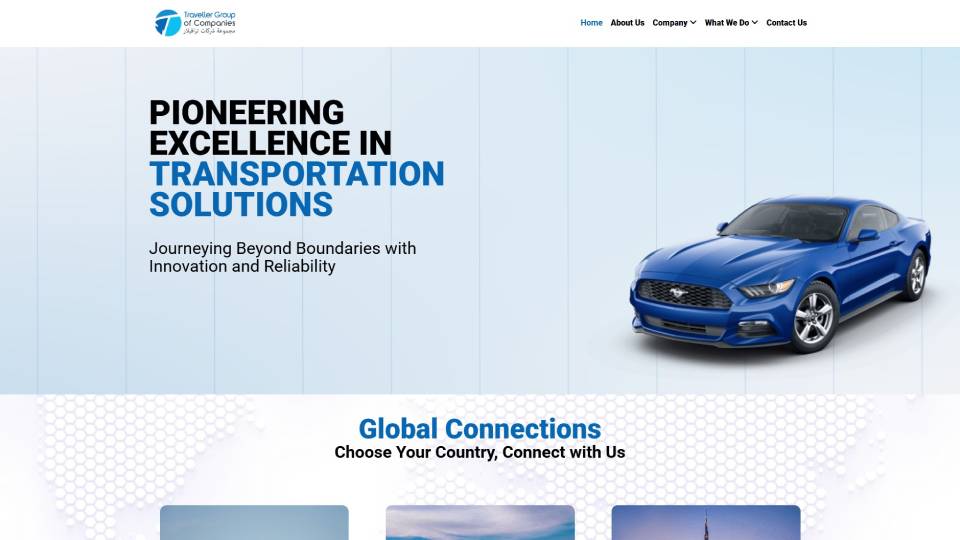 Traveller Group
of Companies
مجموعة شركات ترافيلار
Home About Us Company What We Do Contact Us
PIONEERING
EXCELLENCE IN
TRANSPORTATION
SOLUTIONS
Journeying Beyond Boundaries with
Innovation and Reliability
Global Connections
Choose Your Country, Connect with Us